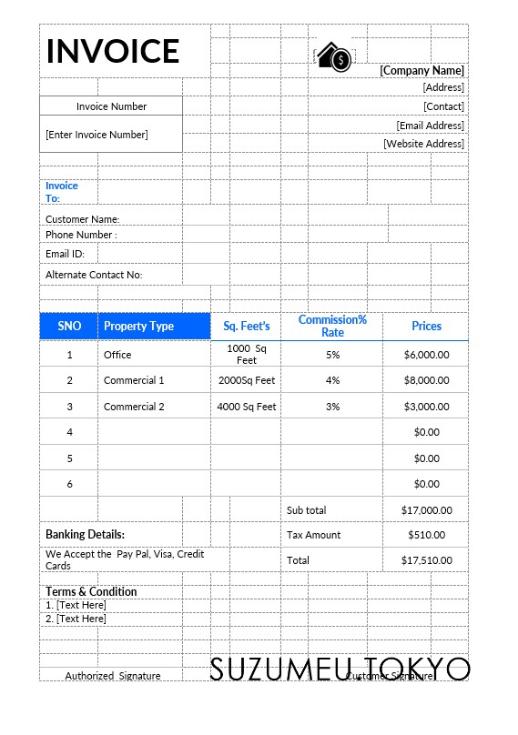 INVOICE
$
[Company Name]
[Address]
Invoice Number
[Contact]
[Enter Invoice Number]
[Email Address]
[Website Address]
Invoice
To:
Customer Name:
Phone Number :
Email ID:
Alternate Contact No:
SNO Property Type Sq. Feet's Commission% Rate Prices
1 Office 1000 Sq Feet 5% $6,000.00
2 Commercial 1 2000Sq Feet 4% $8,000.00
3 Commercial 2 4000 Sq Feet 3% $3,000.00
4 $0.00
5 $0.00
6 $0.00
Sub total $17,000.00
Banking Details: Tax Amount $510.00
We Accept the Pay Pal, Visa, Credit Cards Total $17,510.00
Terms & Condition
1. [Text Here]
2. [Text Here]
SUZUMEU.TOKYO
Authorized Signature Customer Signature